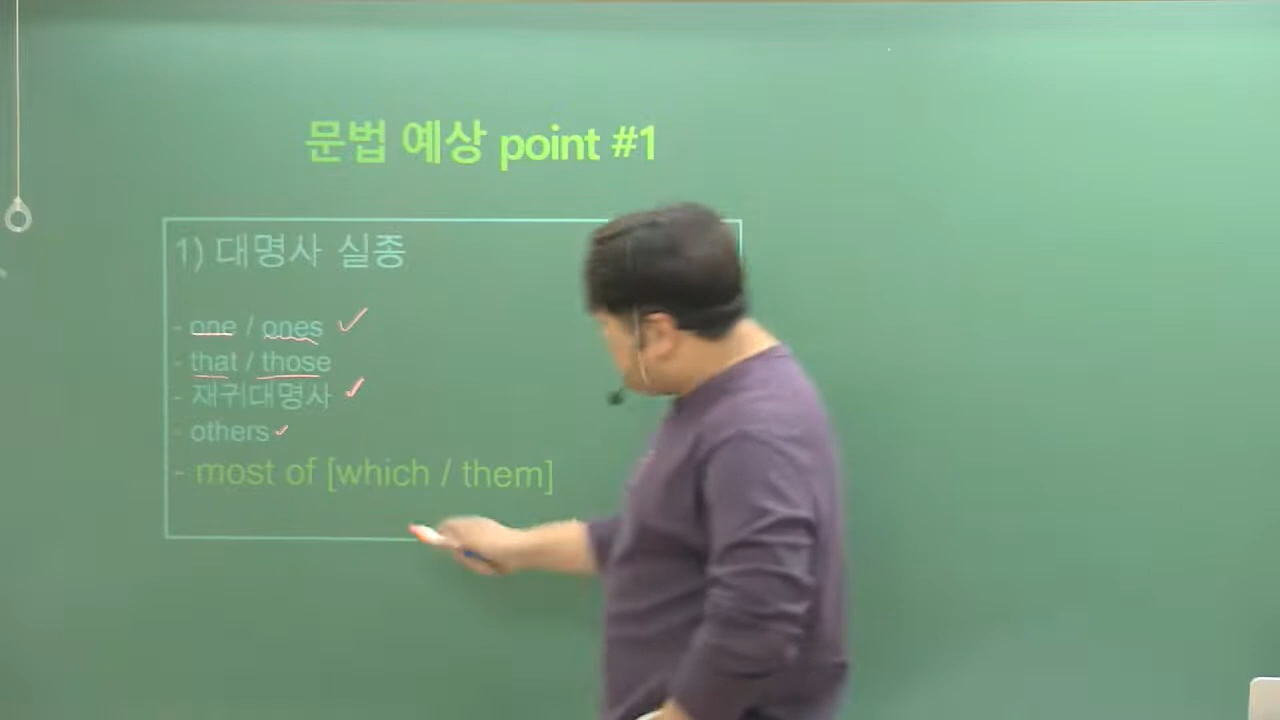 문법 예상 point #1
1) 대명사 실종
- one / ones
- that / those
- 재귀대명사
- others
- most of [which / them]